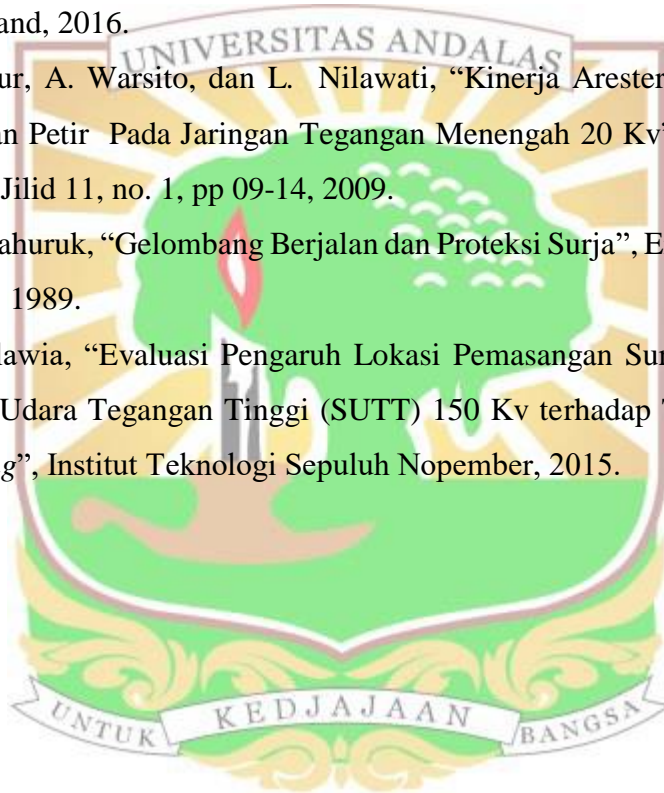 and, 2016.
UNIVERSITAS ANDALAS
ur, A. Warsito, dan L. Nilawati, “Kinerja Arester
an Petir Pada Jaringan Tegangan Menengah 20 Kv”
Jilid 11, no. 1, pp 09-14, 2009.
ahuruk, “Gelombang Berjalan dan Proteksi Surja”, E
1989.
lawia, “Evaluasi Pengaruh Lokasi Pemasangan Sur
Udara Tegangan Tinggi (SUTT) 150 Kv terhadap
g”, Institut Teknologi Sepuluh Nopember, 2015.
UNTUK KEDJAJAAN BANGSA